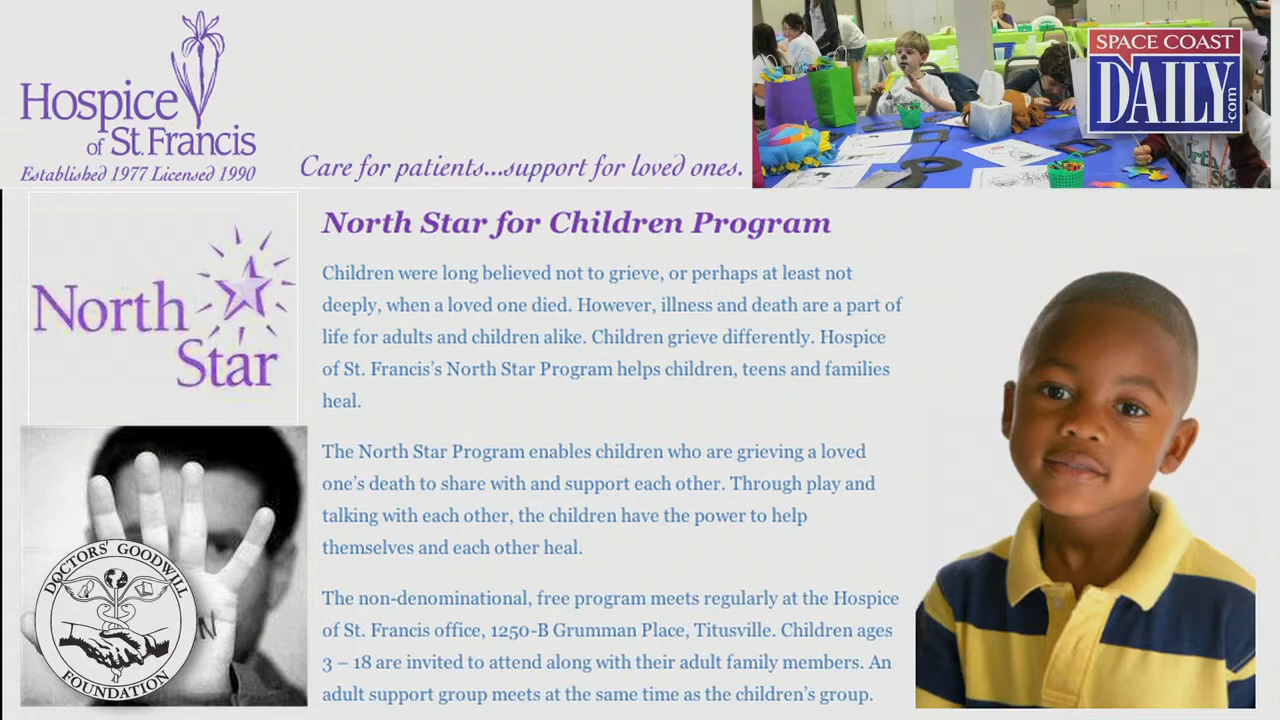 Hospice
of St. Francis
Established 1977 Licensed 1990
Care for patients...support for loved ones.
SPACE COAST
DAILY.com
North
Star
North Star for Children Program
Children were long believed not to grieve, or perhaps at least not
deeply, when a loved one died. However, illness and death are a part of
life for adults and children alike. Children grieve differently. Hospice
of St. Francis's North Star Program helps children, teens and families
heal.
The North Star Program enables children who are grieving a loved
one's death to share with and support each other. Through play and
talking with each other, the children have the power to help
themselves and each other heal.
The non-denominational, free program meets regularly at the Hospice
of St. Francis office, 1250-B Grumman Place, Titusville. Children ages
3 – 18 are invited to attend along with their adult family members. An
adult support group meets at the same time as the children's group.
DOCTORS' GOODWILL
FOUNDATION